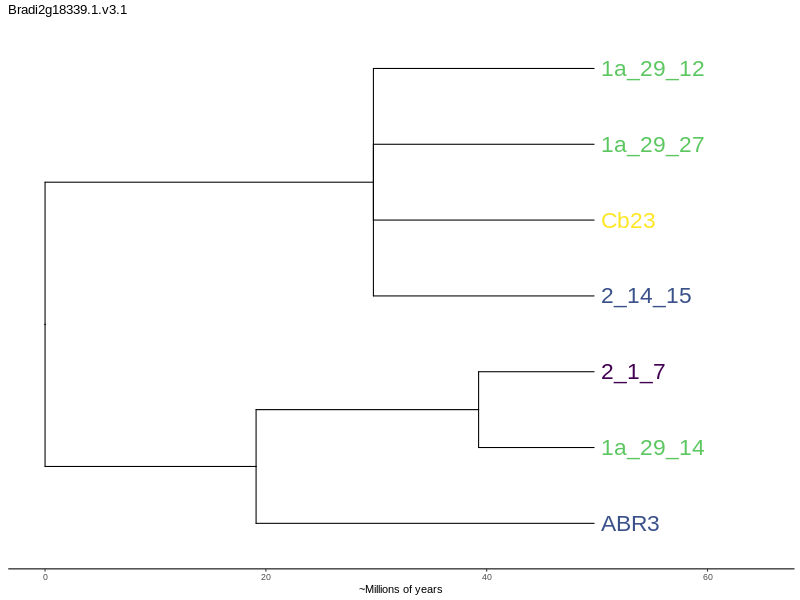 Bradi2g18339.1.v3.1
1a_29_12
1a_29_27
Cb23
2_14_15
2_1_7
1a_29_14
ABR3
0 20 40 60
~Millions of years